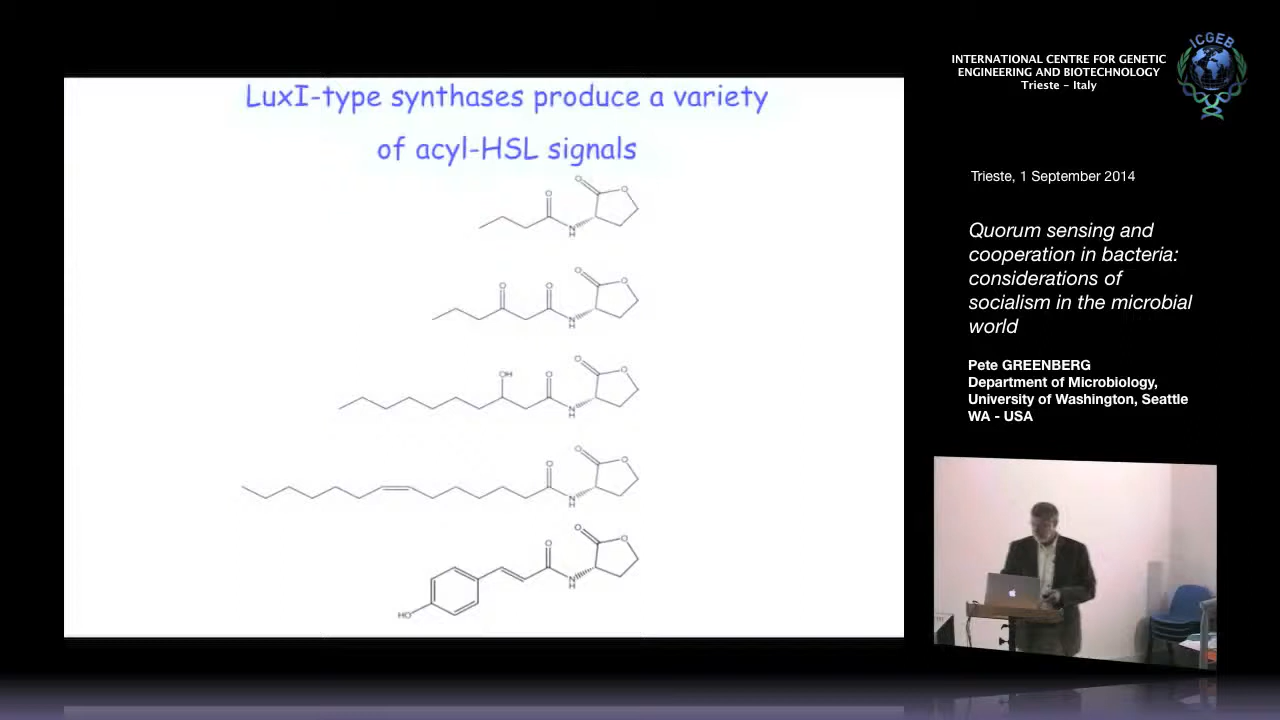 LuxI-type synthases produce a variety
of acyl-HSL signals
O
O
O
N
H
O
O
O
O
N
H
OH
O
O
O
N
H
O
O
O
N
H
O
O
O
N
H
HO
ICGEB
INTERNATIONAL CENTRE FOR GENETIC
ENGINEERING AND BIOTECHNOLOGY
Trieste - Italy
Trieste, 1 September 2014
Quorum sensing and
cooperation in bacteria:
considerations of
socialism in the microbial
world
Pete GREENBERG
Department of Microbiology,
University of Washington, Seattle
WA - USA